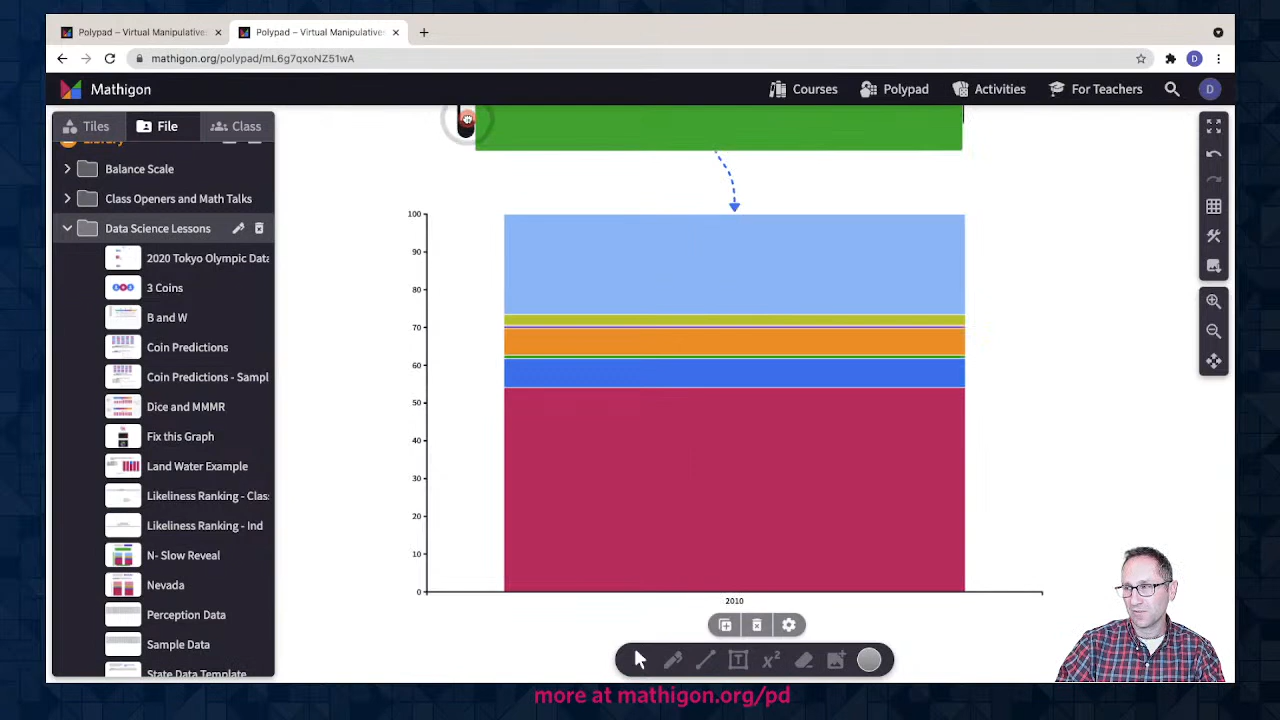 Polypad – Virtual Manipulative
Polypad – Virtual Manipulative
mathigon.org/polypad/mL6g7qxoNZ51wA
D
Mathigon
Courses
Polypad
Activities
For Teachers
D
Tiles
File
Class
Balance Scale
Class Openers and Math Talks
Data Science Lessons
2020 Tokyo Olympic Data
3 Coins
B and W
Coin Predictions
Coin Predictions - Sampl
Dice and MMMR
Fix this Graph
Land Water Example
Likeliness Ranking - Class
Likeliness Ranking - Ind
N- Slow Reveal
Nevada
Perception Data
Sample Data
State Data Template
100
90
80
70
60
50
40
30
20
10
0
2010
T
x²
more at mathigon.org/pd